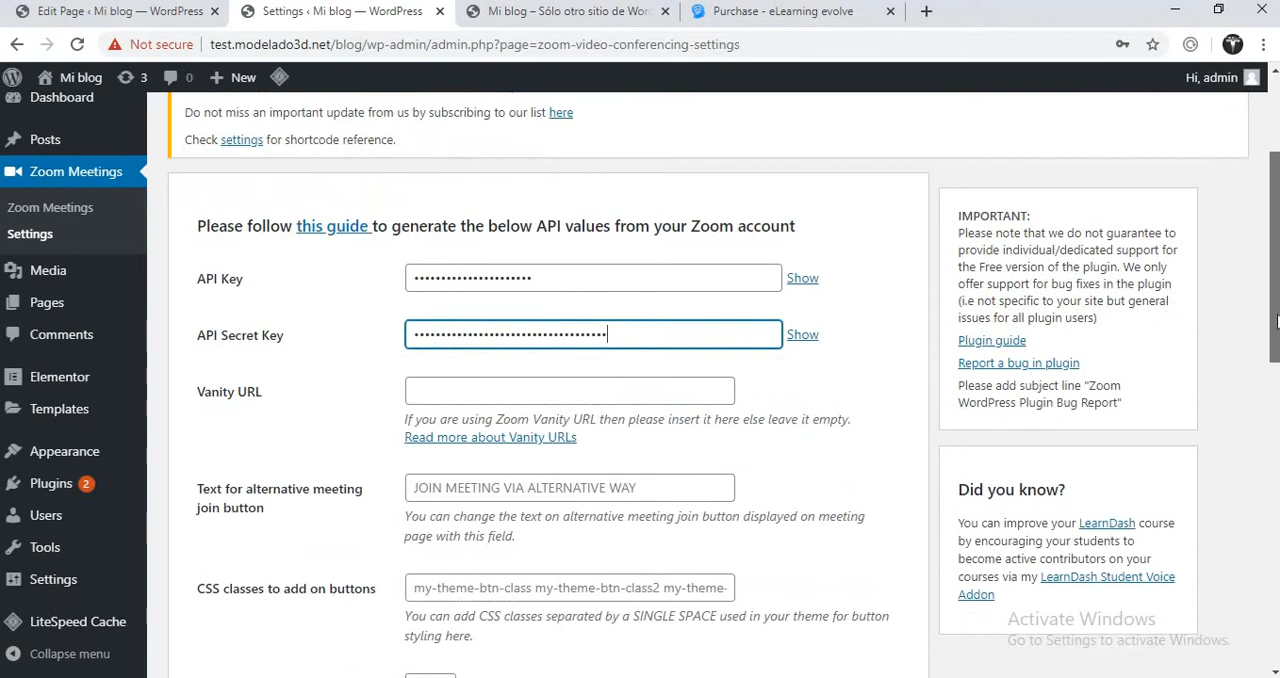 Edit Page ‹ Mi blog — WordPress
Settings ‹ Mi blog — WordPress
Mi blog – Sólo otro sitio de Wor
Purchase - eLearning evolve
Not secure
test.modelado3d.net/blog/wp-admin/admin.php?page=zoom-video-conferencing-settings
Mi blog
3
0
New
Hi, admin
Dashboard
Posts
Zoom Meetings
Zoom Meetings
Settings
Media
Pages
Comments
Elementor
Templates
Appearance
Plugins 2
Users
Tools
Settings
LiteSpeed Cache
Collapse menu
Do not miss an important update from us by subscribing to our list here
Check settings for shortcode reference.
Please follow this guide to generate the below API values from your Zoom account
API Key
Show
API Secret Key
Show
Vanity URL
If you are using Zoom Vanity URL then please insert it here else leave it empty.
Read more about Vanity URLs
Text for alternative meeting
join button
JOIN MEETING VIA ALTERNATIVE WAY
You can change the text on alternative meeting join button displayed on meeting
page with this field.
CSS classes to add on buttons
my-theme-btn-class my-theme-btn-class2 my-theme-
You can add CSS classes separated by a SINGLE SPACE used in your theme for button
styling here.
IMPORTANT:
Please note that we do not guarantee to
provide individual/dedicated support for
the Free version of the plugin. We only
offer support for bug fixes in the plugin
(i.e not specific to your site but general
issues for all plugin users)
Plugin guide
Report a bug in plugin
Please add subject line "Zoom
WordPress Plugin Bug Report"
Did you know?
You can improve your LearnDash course
by encouraging your students to
become active contributors on your
courses via my LearnDash Student Voice
Addon
Activate Windows
Go to Settings to activate Windows.